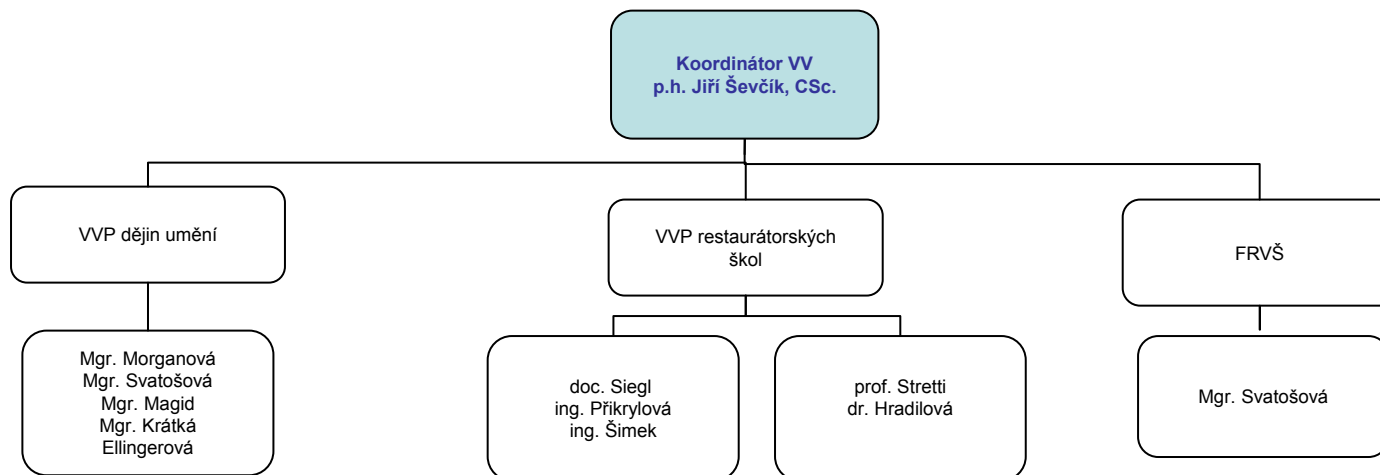 Koordinátor VV
p.h. Jiří Ševčík, CSc.
VVP dějin umění
VVP restaurátorských
škol
FRVŠ
Mgr. Morganová
Mgr. Svatošová
Mgr. Magid
Mgr. Krátká
Ellingerová
doc. Siegl
ing. Přikrylová
ing. Šimek
prof. Stretti
dr. Hradilová
Mgr. Svatošová